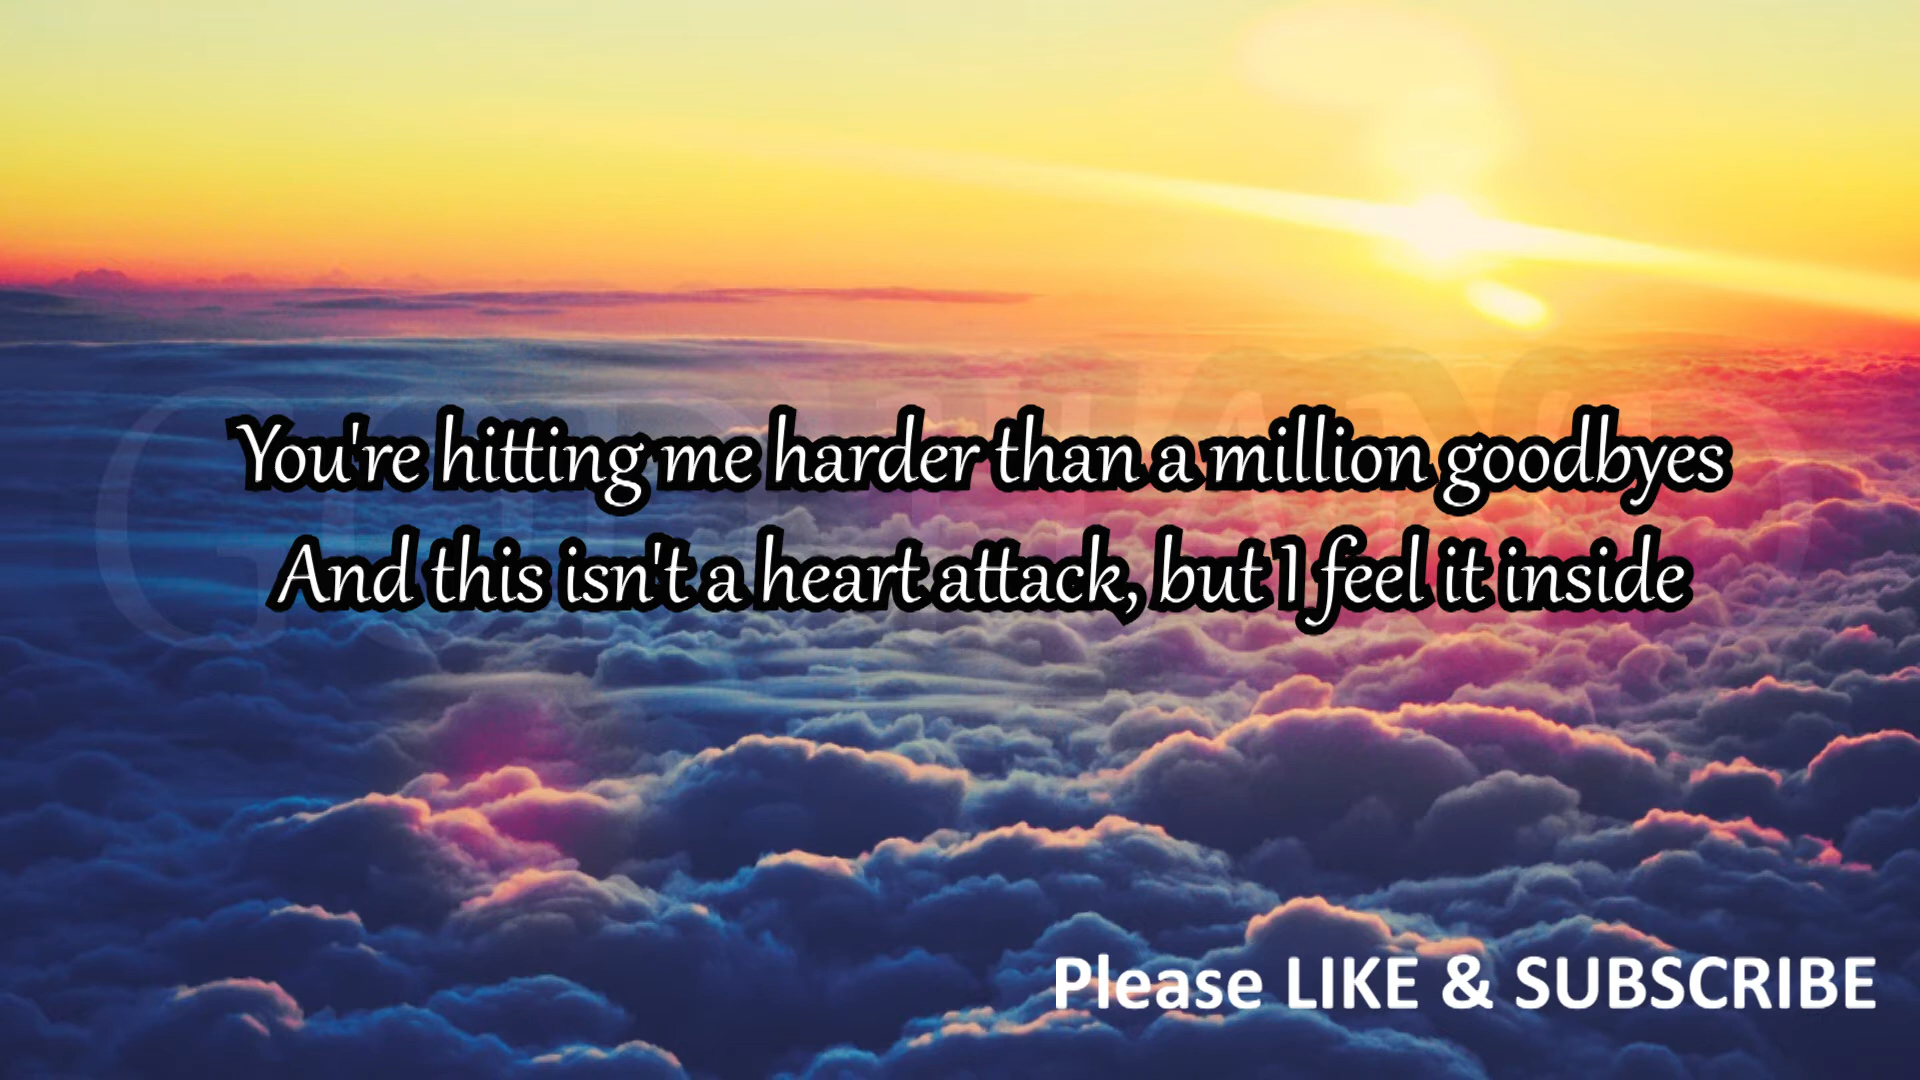 You're hitting me harder than a million goodbyes
And this isn't a heart attack, but I feel it inside
Please LIKE & SUBSCRIBE